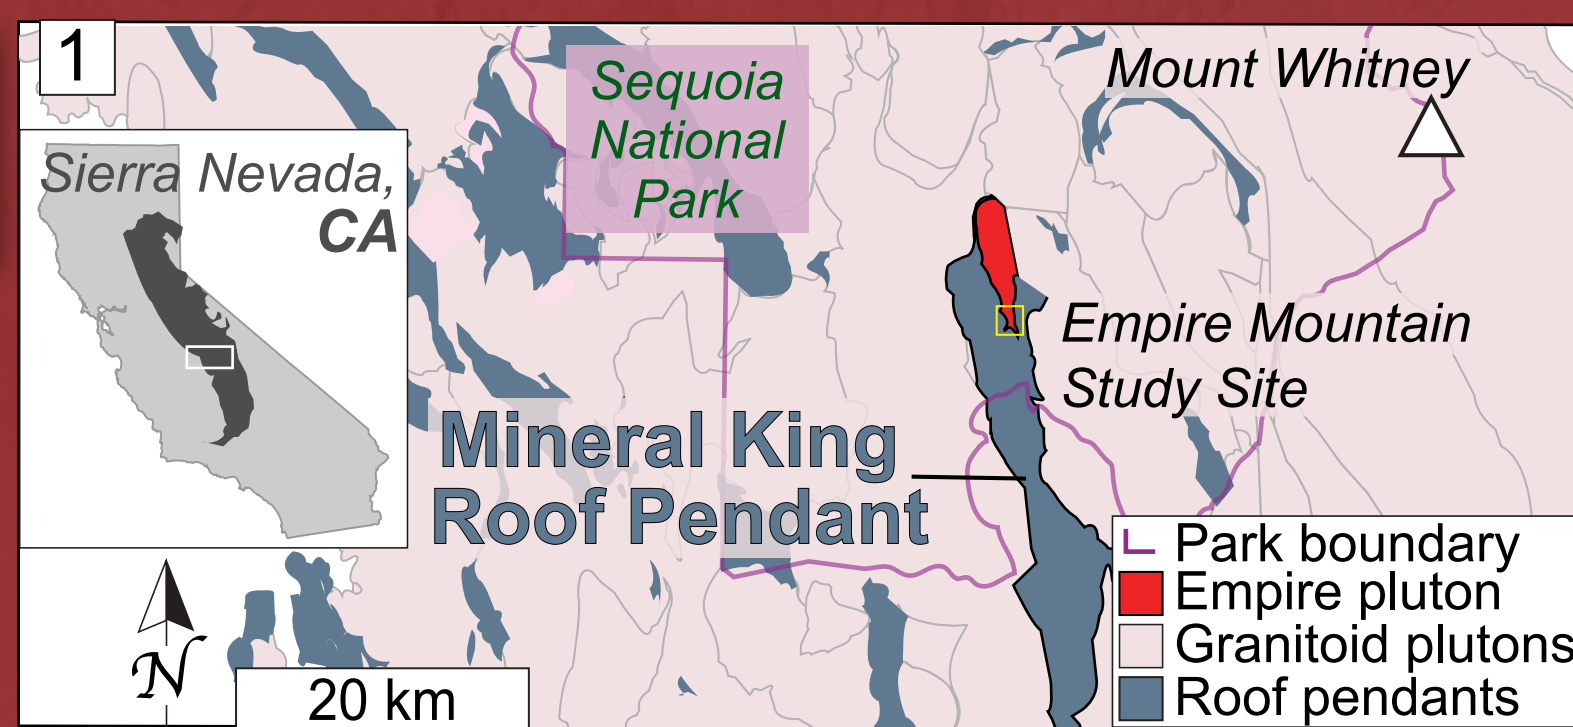 1
Sequoia
National
Park
Mount Whitney
Sierra Nevada,
CA
Empire Mountain
Study Site
Mineral King
Roof Pendant
N
20 km
Park boundary
Empire pluton
Granitoid plutons
Roof pendants